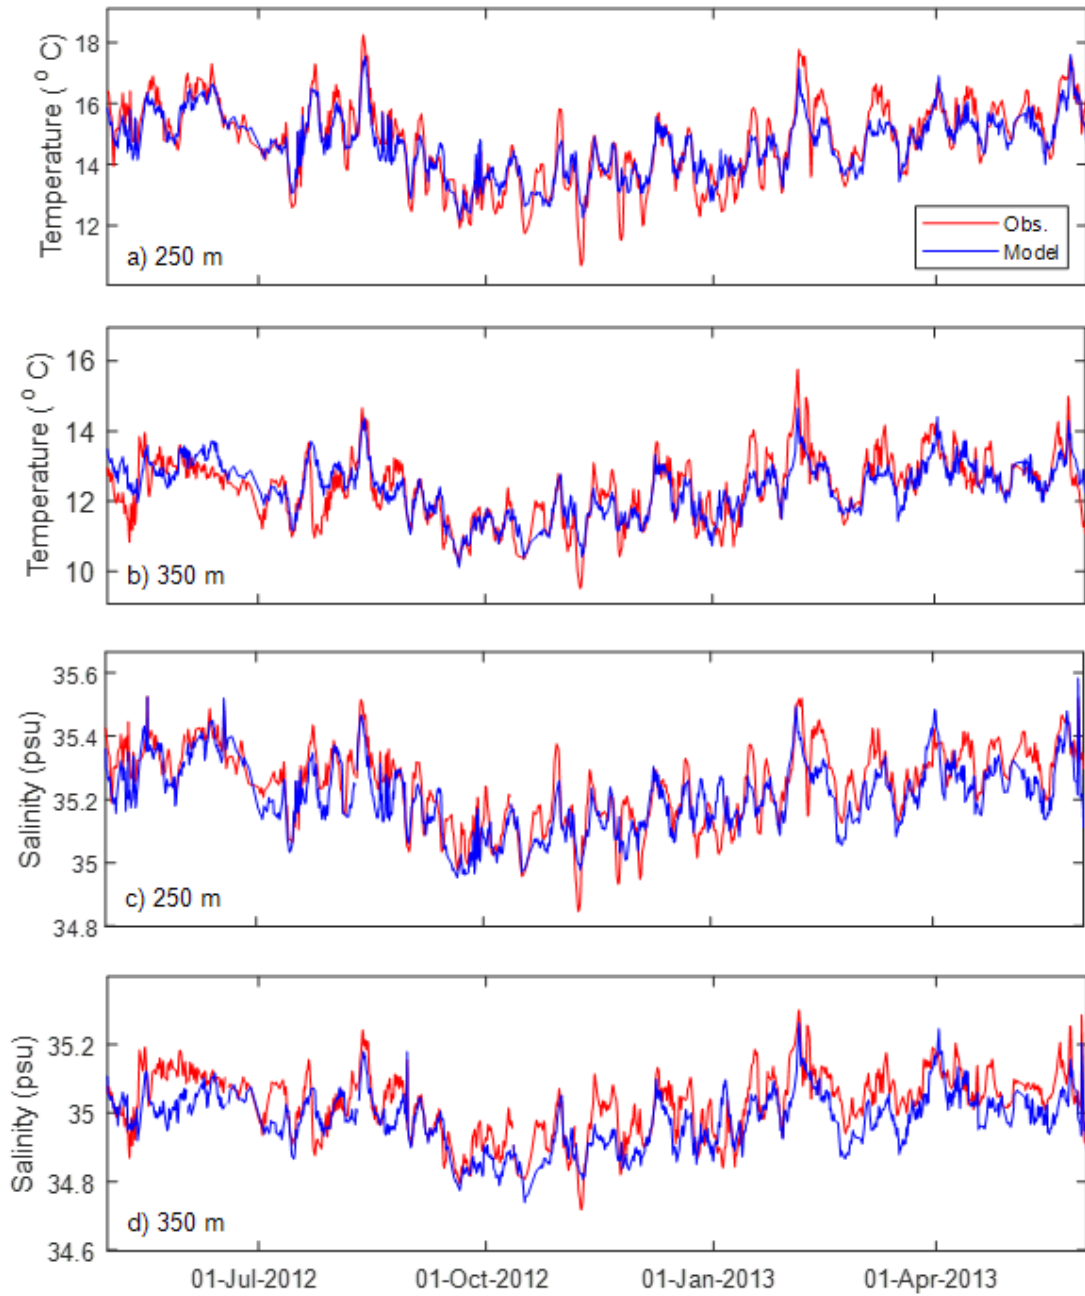 18
16
14
12
Temperature ( ° C)
a) 250 m
Obs.
Model
16
14
12
10
Temperature ( ° C)
b) 350 m
35.6
35.4
35.2
35
34.8
Salinity (psu)
c) 250 m
35.2
35
34.8
34.6
Salinity (psu)
d) 350 m
01-Jul-2012
01-Oct-2012
01-Jan-2013
01-Apr-2013